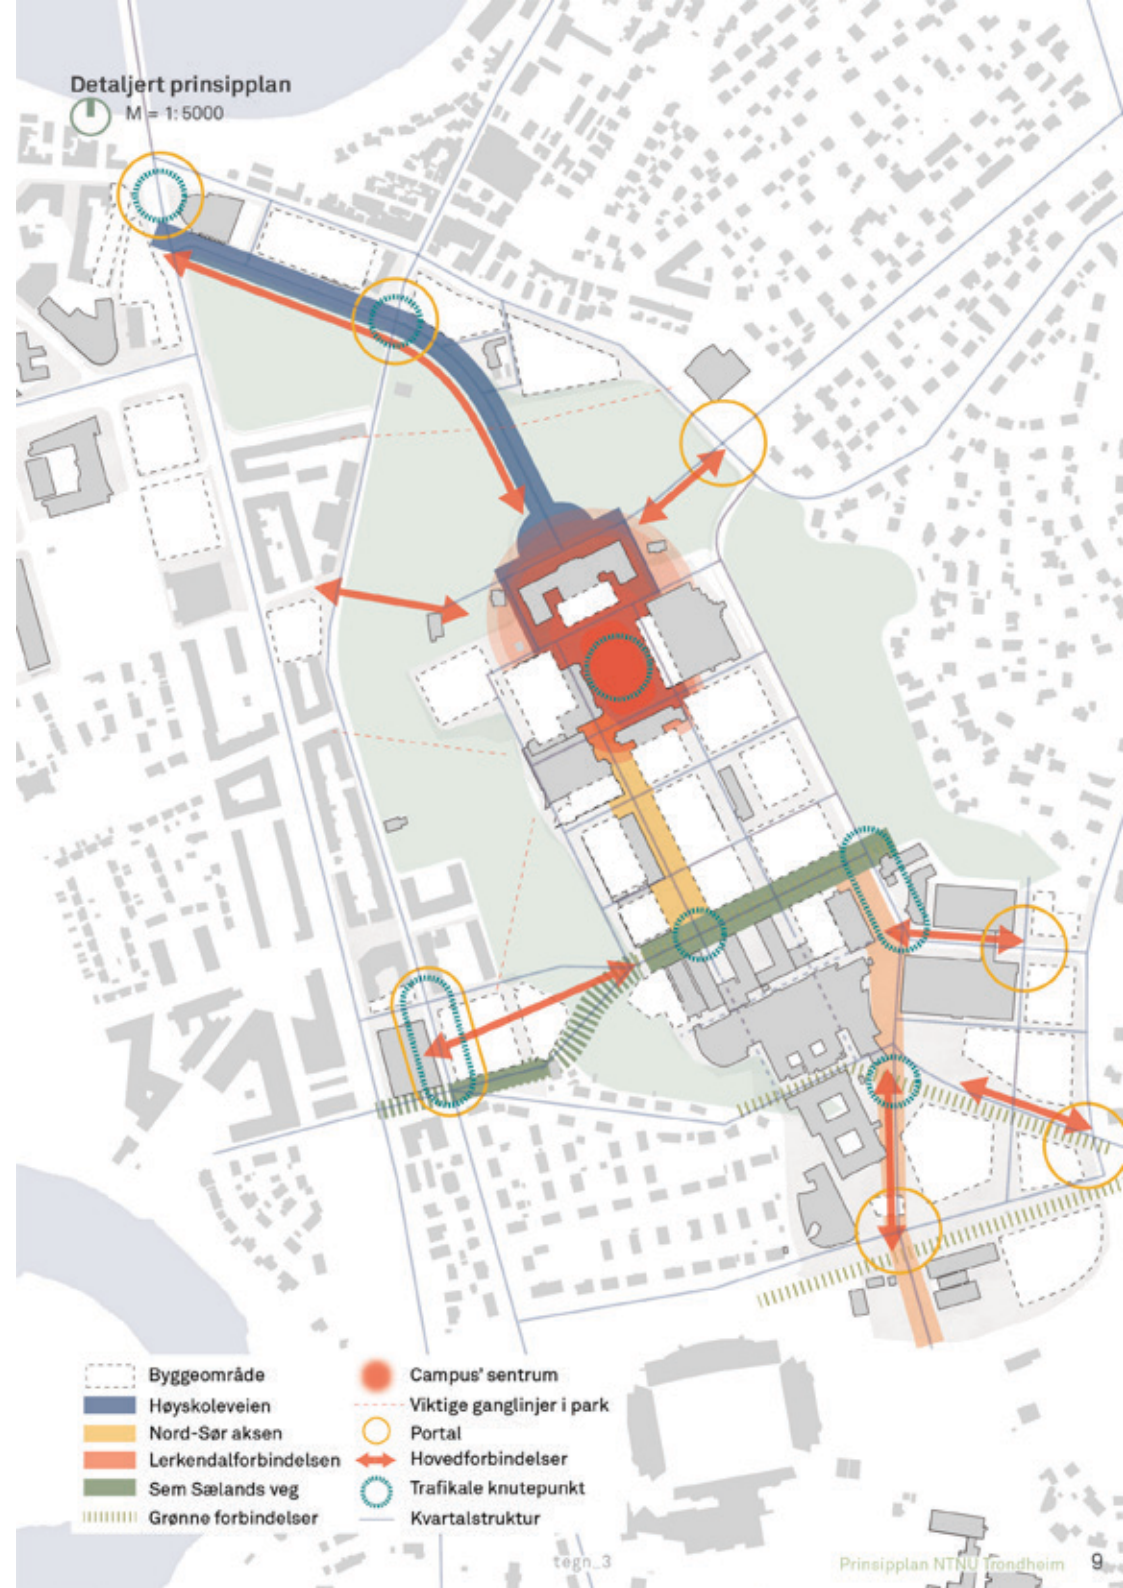 Detaljert prinsipplan
M = 1:5000
Byggeområde
Høyskoleveien
Nord-Sør aksen
Lerkendalforbindelsen
Sem Sælands veg
Grønne forbindelser
Campus' sentrum
Viktige ganglinjer i park
Portal
Hovedforbindelser
Trafikale knutepunkt
Kvartalstruktur
tegn_3
Prinsipplan NTNU Trondheim 9